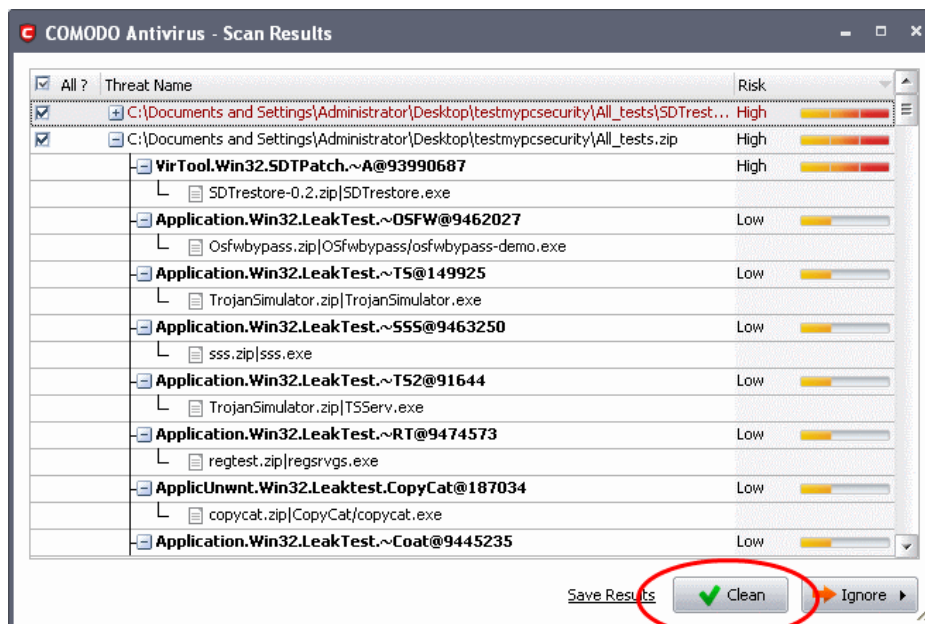 COMODO Antivirus - Scan Results
All ? Threat Name Risk
C:\Documents and Settings\Administrator\Desktop\testmypcsecurity\All_tests\SDTrest... High
C:\Documents and Settings\Administrator\Desktop\testmypcsecurity\All_tests.zip High
VirTool.Win32.SDTPatch.~A@93990687 High
SDTrestore-0.2.zip|SDTrestore.exe
Application.Win32.LeakTest.~OSFW@9462027 Low
Osfwbypass.zip|OSfwbypass/osfwbypass-demo.exe
Application.Win32.LeakTest.~TS@149925 Low
TrojanSimulator.zip|TrojanSimulator.exe
Application.Win32.LeakTest.~SSS@9463250 Low
sss.zip|sss.exe
Application.Win32.LeakTest.~TS2@91644 Low
TrojanSimulator.zip|TSServ.exe
Application.Win32.LeakTest.~RT@9474573 Low
regtest.zip|regsrvgs.exe
ApplicUnwnt.Win32.Leaktest.CopyCat@187034 Low
copycat.zip|CopyCat/copycat.exe
Application.Win32.LeakTest.~Coat@9445235 Low
Save Results Clean Ignore